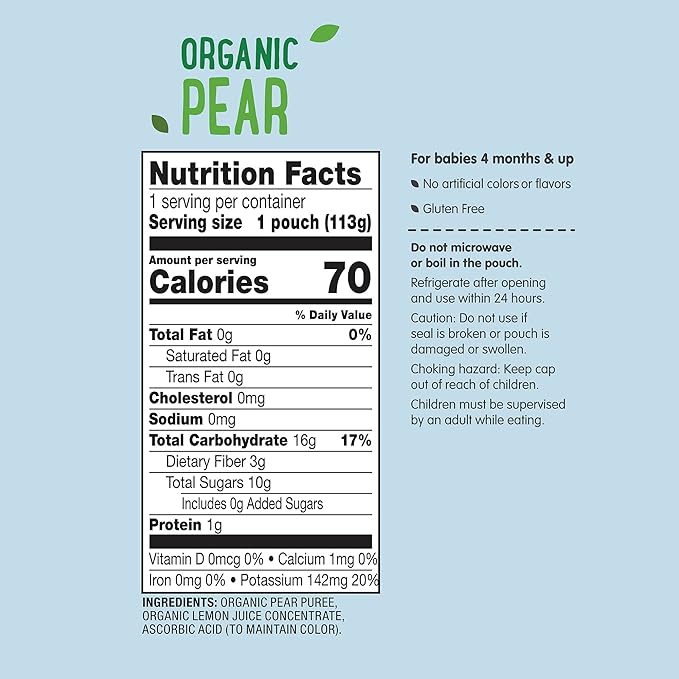 ORGANIC
PEAR
Nutrition Facts
1 serving per container
Serving size 1 pouch (113g)
Amount per serving
Calories 70
% Daily Value
Total Fat 0g 0%
Saturated Fat 0g
Trans Fat 0g
Cholesterol 0mg
Sodium 0mg
Total Carbohydrate 16g 17%
Dietary Fiber 3g
Total Sugars 10g
Includes 0g Added Sugars
Protein 1g
Vitamin D 0mcg 0% • Calcium 1mg 0%
Iron 0mg 0% • Potassium 142mg 20%
INGREDIENTS: ORGANIC PEAR PUREE,
ORGANIC LEMON JUICE CONCENTRATE,
ASCORBIC ACID (TO MAINTAIN COLOR).
For babies 4 months & up
No artificial colors or flavors
Gluten Free
Do not microwave
or boil in the pouch.
Refrigerate after opening
and use within 24 hours.
Caution: Do not use if
seal is broken or pouch is
damaged or swollen.
Choking hazard: Keep cap
out of reach of children.
Children must be supervised
by an adult while eating.